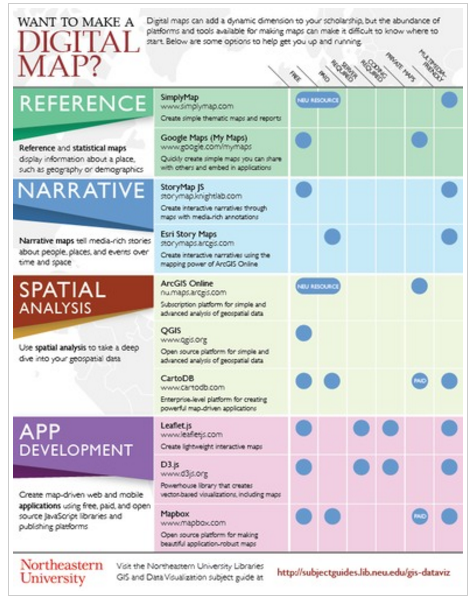 WANT TO MAKE A
DIGITAL
MAP?
Digital maps can add a dynamic dimension to your scholarship, but the abundance of
platforms and tools available for making maps can make it difficult to know where to
start. Below are some options to help get you up and running.
FREE
PAID
SERVER
REQUIRED
CODING
REQUIRED
PRIVATE MAPS
MULTIMEDIA-
FRIENDLY
REFERENCE
Reference and statistical maps
display information about a place,
such as geography or demographics
SimplyMap
www.simplymap.com
Create simple thematic maps and reports
NEU RESOURCE
Google Maps (My Maps)
www.google.com/mymaps
Quickly create simple maps you can share
with others and embed in applications
NARRATIVE
Narrative maps tell media-rich stories
about people, places, and events over
time and space
StoryMap JS
storymap.knightlab.com
Create interactive narratives through
maps with media-rich annotations
Esri Story Maps
storymaps.arcgis.com
Create interactive narratives using the
mapping power of ArcGIS Online
SPATIAL
ANALYSIS
Use spatial analysis to take a deep
dive into your geospatial data
ArcGIS Online
nu.maps.arcgis.com
Subscription platform for simple and
advanced analysis of geospatial data
NEU RESOURCE
QGIS
www.qgis.org
Open source platform for simple and
advanced analysis of geospatial data
CartoDB
www.cartodb.com
Enterprise-level platform for creating
powerful map-driven applications
PAID
APP
DEVELOPMENT
Create map-driven web and mobile
applications using free, paid, and open
source JavaScript libraries and
publishing platforms
Leaflet.js
www.leafletjs.com
Create lightweight interactive maps
D3.js
www.d3js.org
Powerhouse library that creates
vector-based visualizations, including maps
Mapbox
www.mapbox.com
Open source platform for making
beautiful application-robust maps
PAID
Northeastern
University
Visit the Northeastern University Libraries
GIS and Data Visualization subject guide at
http://subjectguides.lib.neu.edu/gis-dataviz